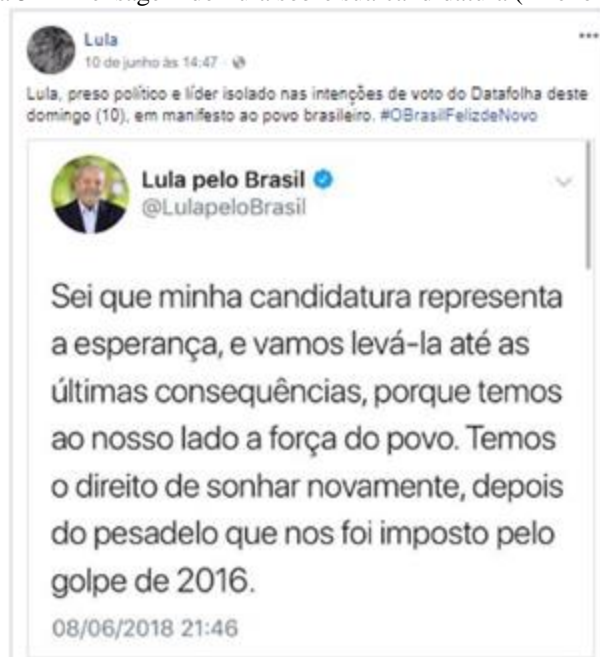 Lula
10 de junho às 14:47
Lula, preso político e líder isolado nas intenções de voto do Datafolha deste
domingo (10), em manifesto ao povo brasileiro. #OBrasilFelizdeNovo
Lula pelo Brasil
@LulapeloBrasil
Sei que minha candidatura representa
a esperança, e vamos levá-la até as
últimas consequências, porque temos
ao nosso lado a força do povo. Temos
o direito de sonhar novamente, depois
do pesadelo que nos foi imposto pelo
golpe de 2016.
08/06/2018 21:46